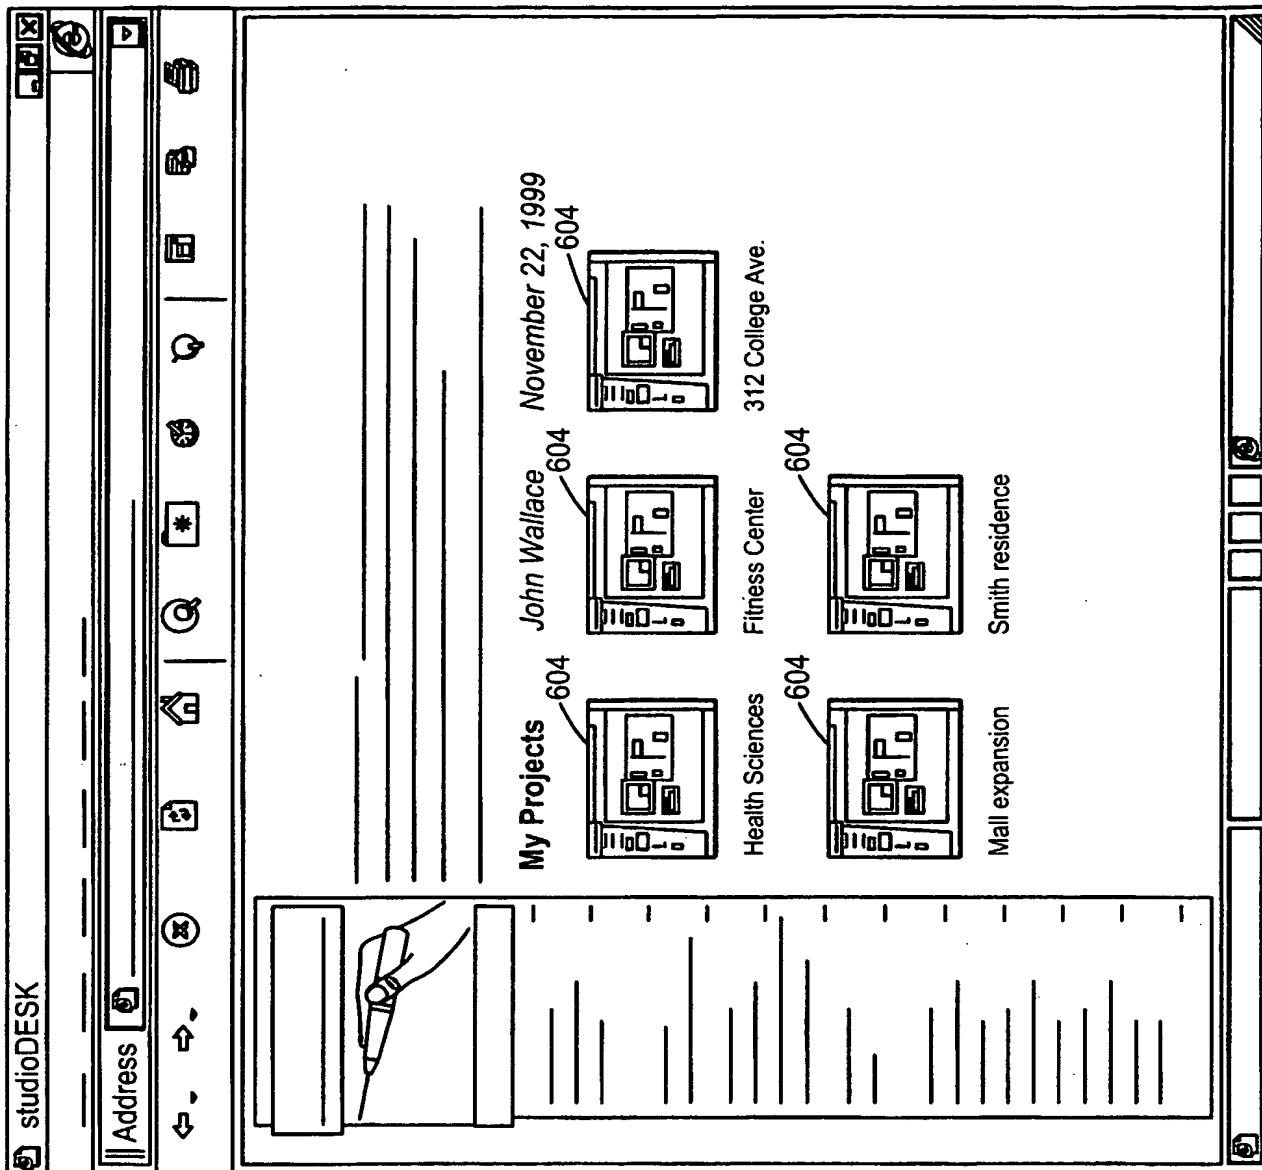 studioDESK
Address
My Projects John Wallace November 22, 1999
604 604 604
Health Sciences Fitness Center 312 College Ave.
604 604
Mall expansion Smith residence